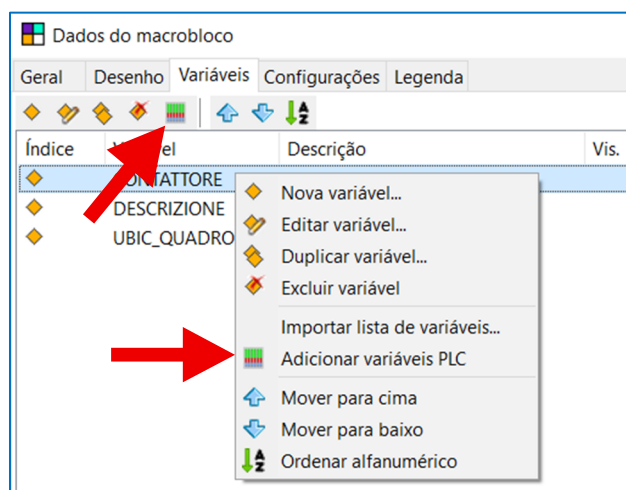 Dados do macrobloco
Geral Desenho Variáveis Configurações Legenda
Índice Descrição Vis.
DESCRIZIONE
UBIC_QUADRO
Nova variável...
Editar variável...
Duplicar variável...
Excluir variável
Importar lista de variáveis...
Adicionar variáveis PLC
Mover para cima
Mover para baixo
Ordenar alfanumérico